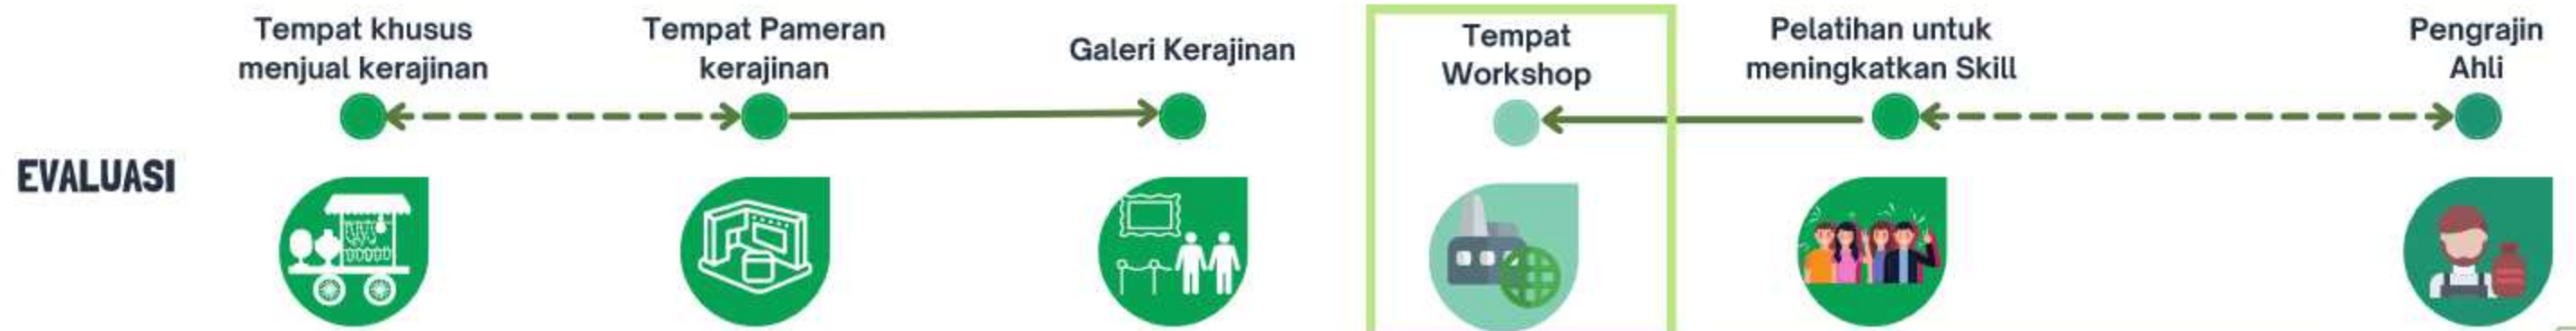 Tempat khusus
menjual kerajinan
Tempat Pameran
kerajinan
Galeri Kerajinan
Tempat
Workshop
Pelatihan untuk
meningkatkan Skill
Pengrajin
Ahli
EVALUASI